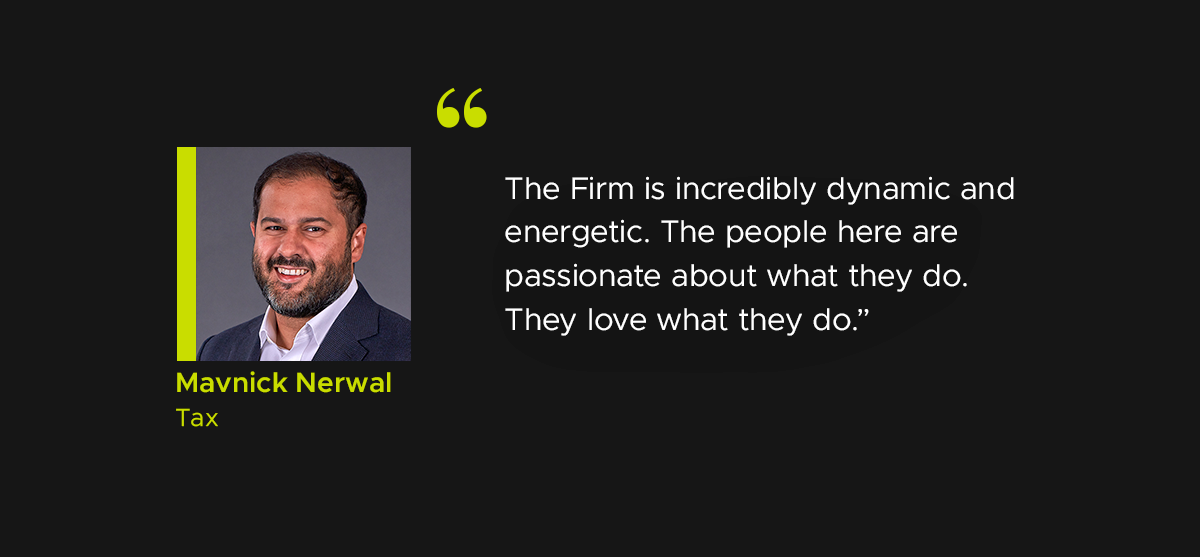 “
The Firm is incredibly dynamic and
energetic. The people here are
passionate about what they do.
They love what they do.”
Mavnick Nerwal
Tax